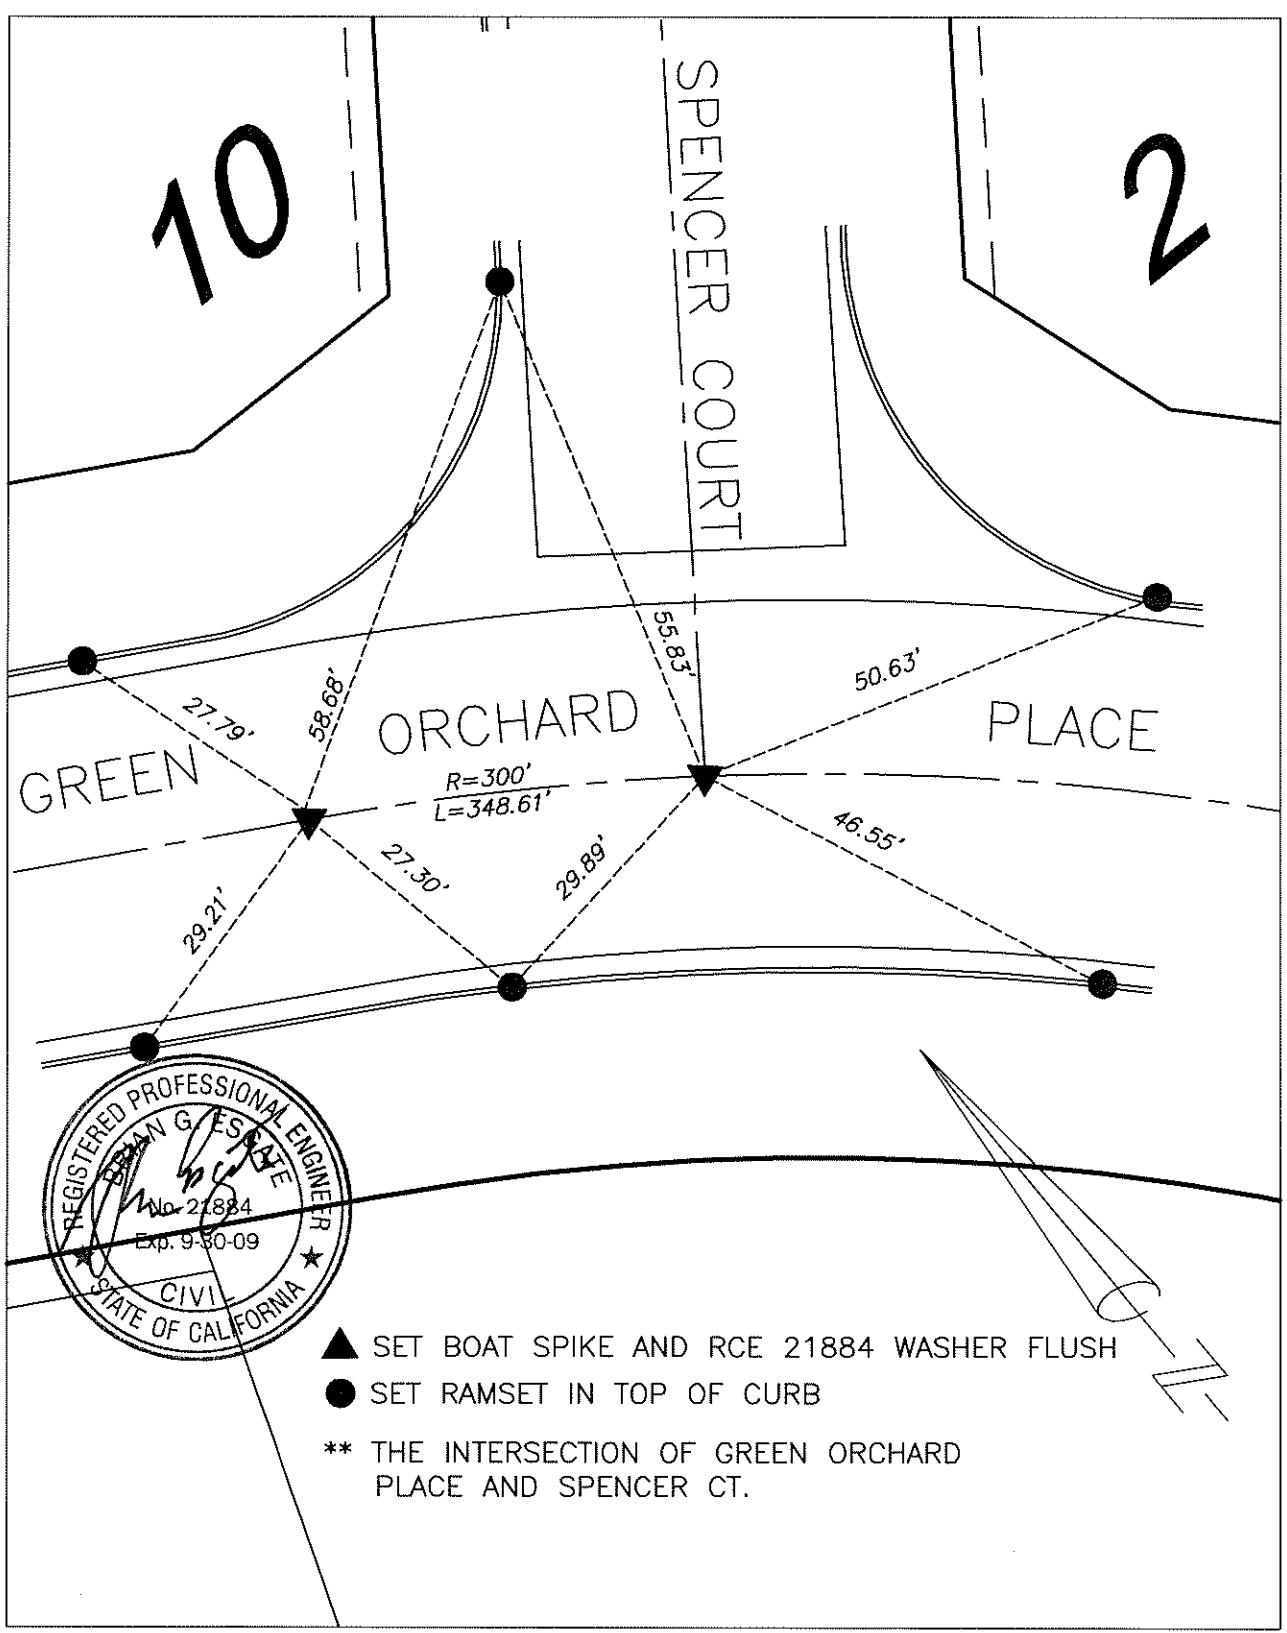 10
2
SPENCER COURT
58.68'
55.83'
50.63'
27.79'
GREEN ORCHARD PLACE
R=300'
L=348.61'
46.55'
27.30'
29.89'
29.21'
REGISTERED PROFESSIONAL ENGINEER
BRIAN G. ESGATE
No. 21884
Exp. 9-30-09
CIVIL
STATE OF CALIFORNIA
SET BOAT SPIKE AND RCE 21884 WASHER FLUSH
SET RAMSET IN TOP OF CURB
** THE INTERSECTION OF GREEN ORCHARD
PLACE AND SPENCER CT.
N